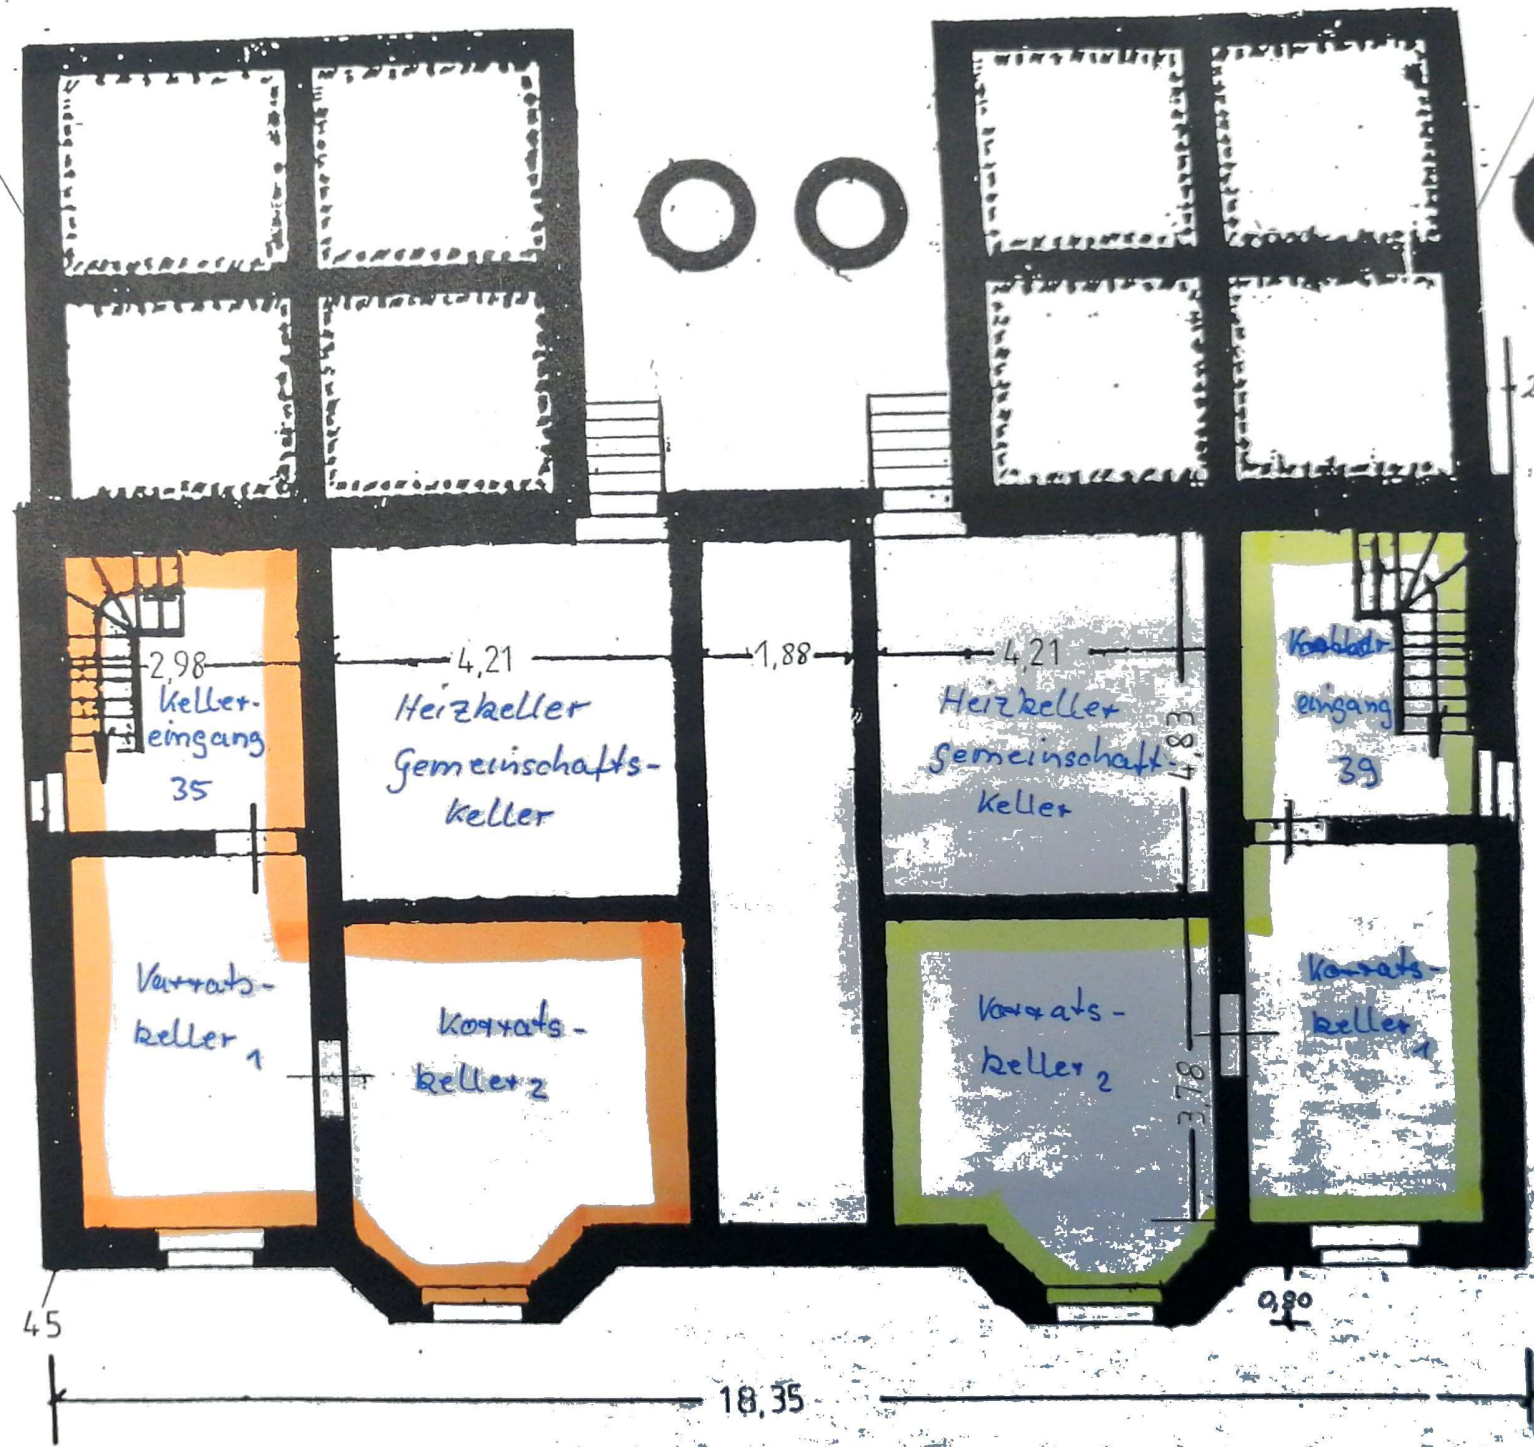 2,98
4,21
1,88
4,21
4,83
Keller-
eingang
35
Heizkeller
Gemeinschafts-
Keller
Heizkeller
gemeinschaft-
Keller
eingang
39
Vorrats-
keller 1
Vorrats-
keller 2
Vorrats-
keller 2
3,78
Vorrats-
keller 1
45
0,80
18,35